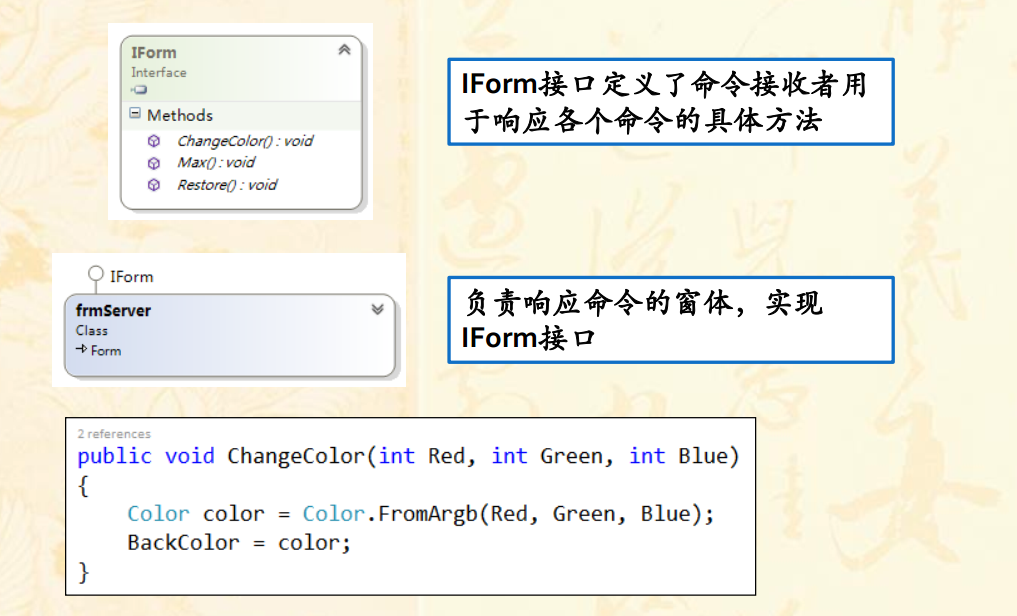 IForm
Interface
Methods
ChangeColor() : void
Max() : void
Restore() : void
IForm接口定义了命令接收者用
于响应各个命令的具体方法
IForm
frmServer
Class
Form
负责响应命令的窗体，实现
IForm接口
2 references
public void ChangeColor(int Red, int Green, int Blue)
{
Color color = Color.FromArgb(Red, Green, Blue);
BackColor = color;
}